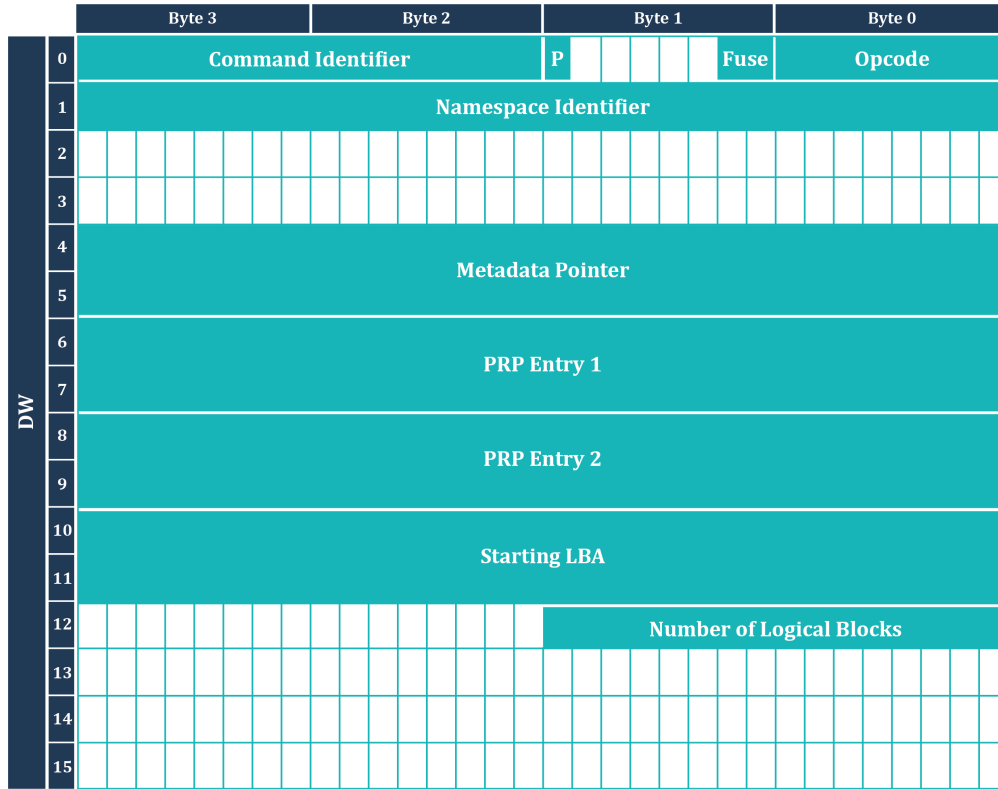 Byte 3 Byte 2 Byte 1 Byte 0
DW
0 Command Identifier P Fuse Opcode
1 Namespace Identifier
2
3
4
Metadata Pointer
5
6
PRP Entry 1
7
8
PRP Entry 2
9
10
Starting LBA
11
12 Number of Logical Blocks
13
14
15